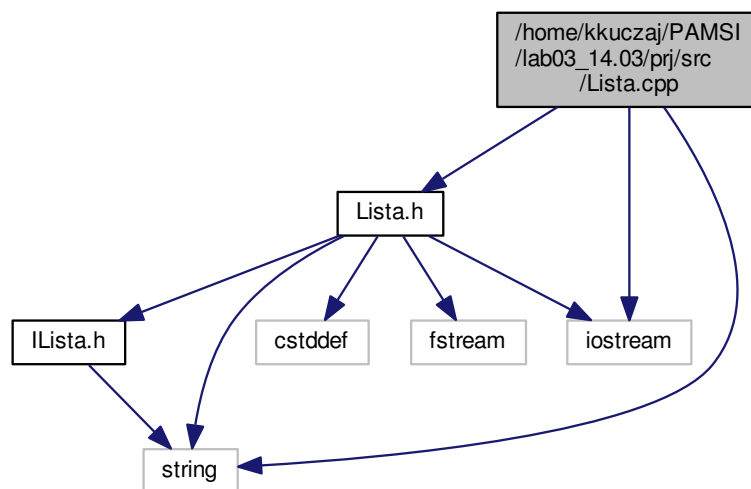 /home/kkuczaj/PAMSI
/lab03_14.03/prj/src
/Lista.cpp
Lista.h
ILista.h
cstddef
fstream
iostream
string